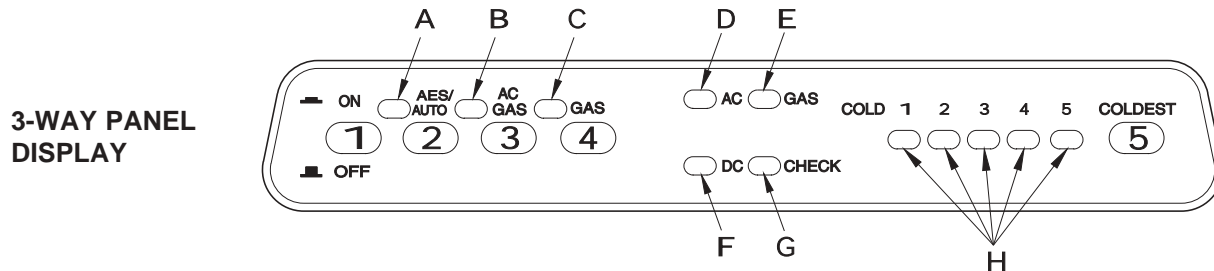 A B C D E
3-WAY PANEL
DISPLAY
ON AES/ AUTO AC GAS GAS AC GAS COLD 1 2 3 4 5 COLDEST
1 2 3 4 5
OFF DC CHECK
F G H